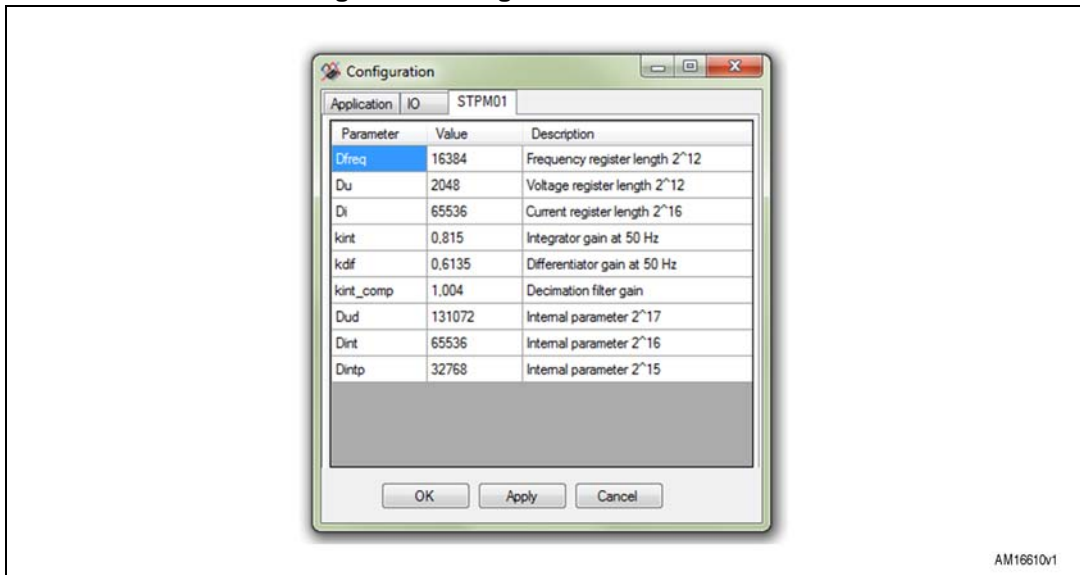 Configuration
Application IO STPM01
Parameter Value Description
Dfreq 16384 Frequency register length 2^12
Du 2048 Voltage register length 2^12
Di 65536 Current register length 2^16
kint 0,815 Integrator gain at 50 Hz
kdif 0,6135 Differentiator gain at 50 Hz
kint_comp 1,004 Decimation filter gain
Dud 131072 Internal parameter 2^17
Dint 65536 Internal parameter 2^16
Dintp 32768 Internal parameter 2^15
OK Apply Cancel
AM16610v1